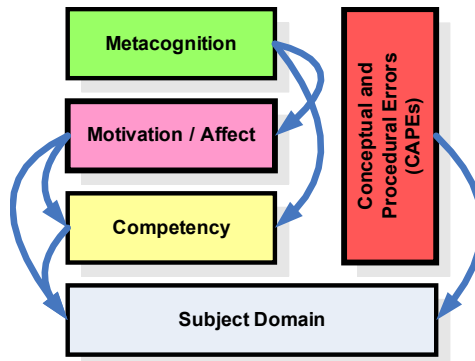 Metacognition
Motivation / Affect
Competency
Subject Domain
Conceptual and
Procedural Errors
(CAPEs)